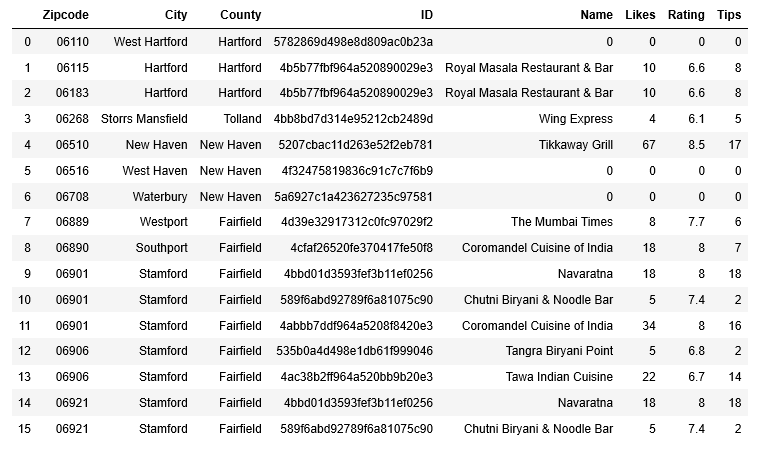 Zipcode City County ID Name Likes Rating Tips
0 06110 West Hartford Hartford 5782869d498e8d809ac0b23a 0 0 0 0
1 06115 Hartford Hartford 4b5b77fbf964a520890029e3 Royal Masala Restaurant & Bar 10 6.6 8
2 06183 Hartford Hartford 4b5b77fbf964a520890029e3 Royal Masala Restaurant & Bar 10 6.6 8
3 06268 Storrs Mansfield Tolland 4bb8bd7d314e95212cb2489d Wing Express 4 6.1 5
4 06510 New Haven New Haven 5207cbac11d263e52f2eb781 Tikkaway Grill 67 8.5 17
5 06516 West Haven New Haven 4f32475819836c91c7c7f6b9 0 0 0 0
6 06708 Waterbury New Haven 5a6927c1a423627235c97581 0 0 0 0
7 06889 Westport Fairfield 4d39e32917312c0fc97029f2 The Mumbai Times 8 7.7 6
8 06890 Southport Fairfield 4cfaf26520fe370417fe50f8 Coromandel Cuisine of India 18 8 7
9 06901 Stamford Fairfield 4bbd01d3593fef3b11ef0256 Navaratna 18 8 18
10 06901 Stamford Fairfield 589f6abd92789f6a81075c90 Chutni Biryani & Noodle Bar 5 7.4 2
11 06901 Stamford Fairfield 4abbb7ddf964a5208f8420e3 Coromandel Cuisine of India 34 8 16
12 06906 Stamford Fairfield 535b0a4d498e1db61f999046 Tangra Biryani Point 5 6.8 2
13 06906 Stamford Fairfield 4ac38b2ff964a520bb9b20e3 Tawa Indian Cuisine 22 6.7 14
14 06921 Stamford Fairfield 4bbd01d3593fef3b11ef0256 Navaratna 18 8 18
15 06921 Stamford Fairfield 589f6abd92789f6a81075c90 Chutni Biryani & Noodle Bar 5 7.4 2